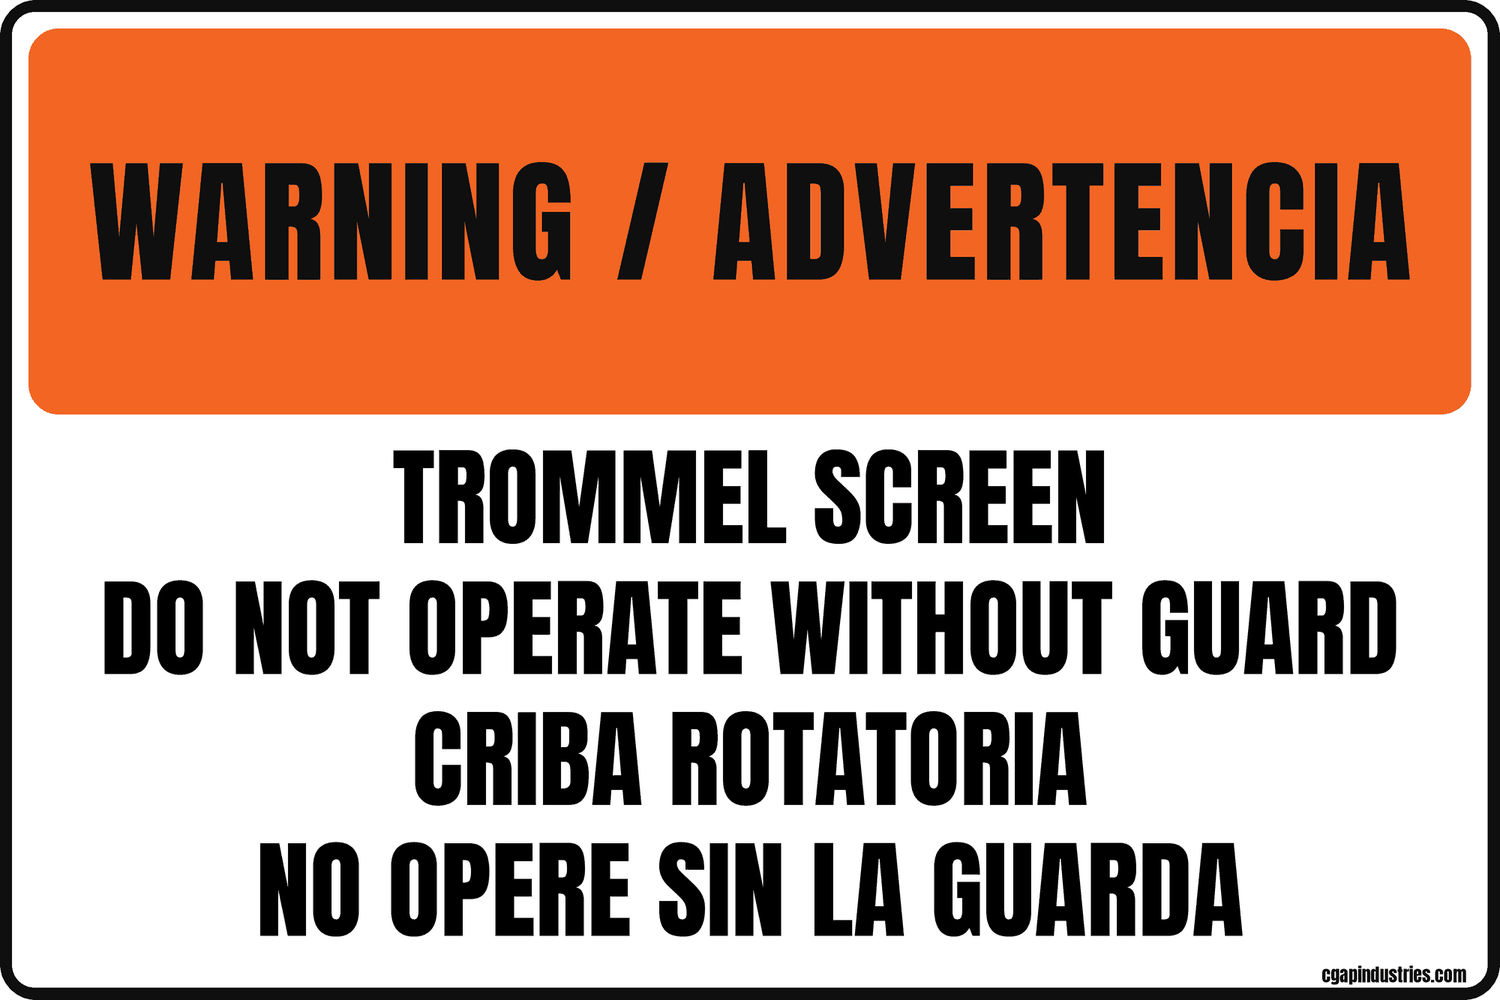 WARNING / ADVERTENCIA
TROMMEL SCREEN
DO NOT OPERATE WITHOUT GUARD
CRIBA ROTATORIA
NO OPERE SIN LA GUARDA
cgapindustries.com